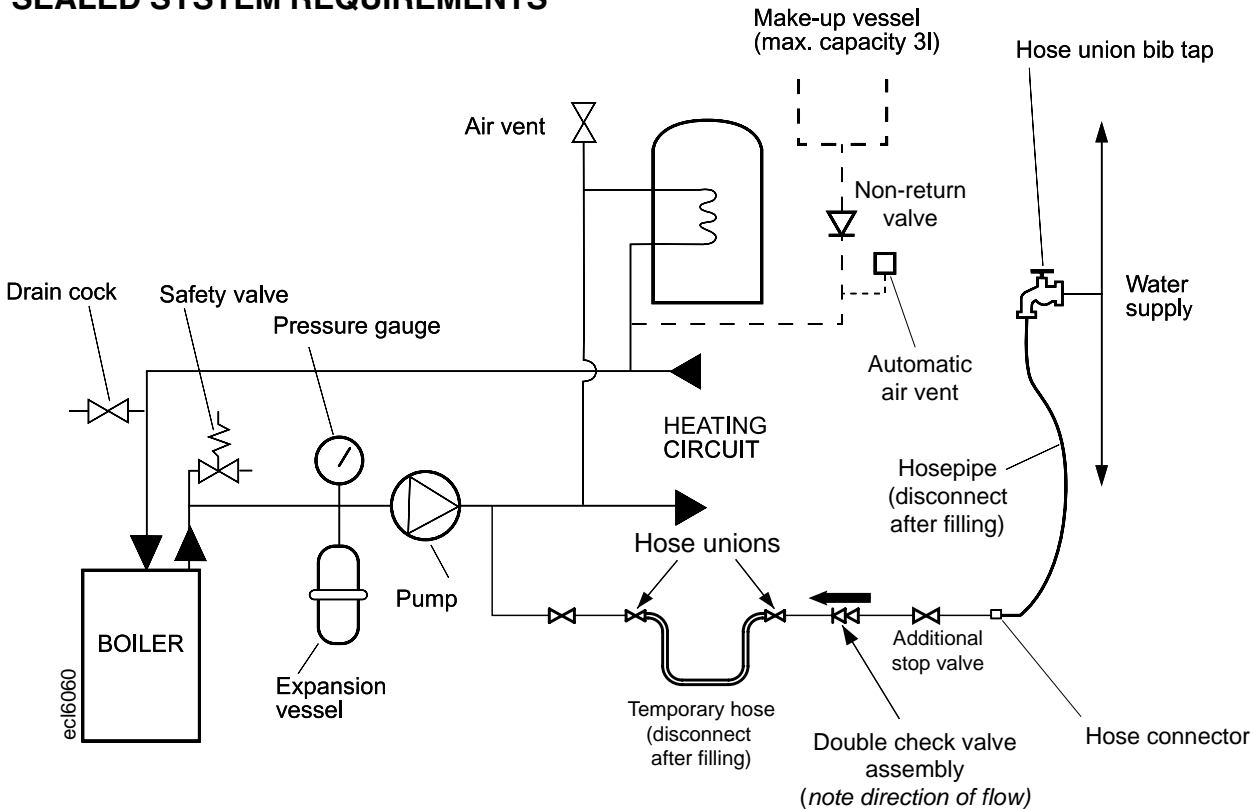 SEALED SYSTEM REQUIREMENTS
Make-up vessel
(max. capacity 3l)
Hose union bib tap
Air vent
Non-return
valve
Drain cock
Safety valve
Pressure gauge
Water
supply
Automatic
air vent
HEATING
CIRCUIT
Hosepipe
(disconnect
after filling)
Hose unions
Pump
BOILER
Additional
stop valve
ecl6060
Expansion
vessel
Temporary hose
(disconnect
after filling)
Double check valve
assembly
(note direction of flow)
Hose connector